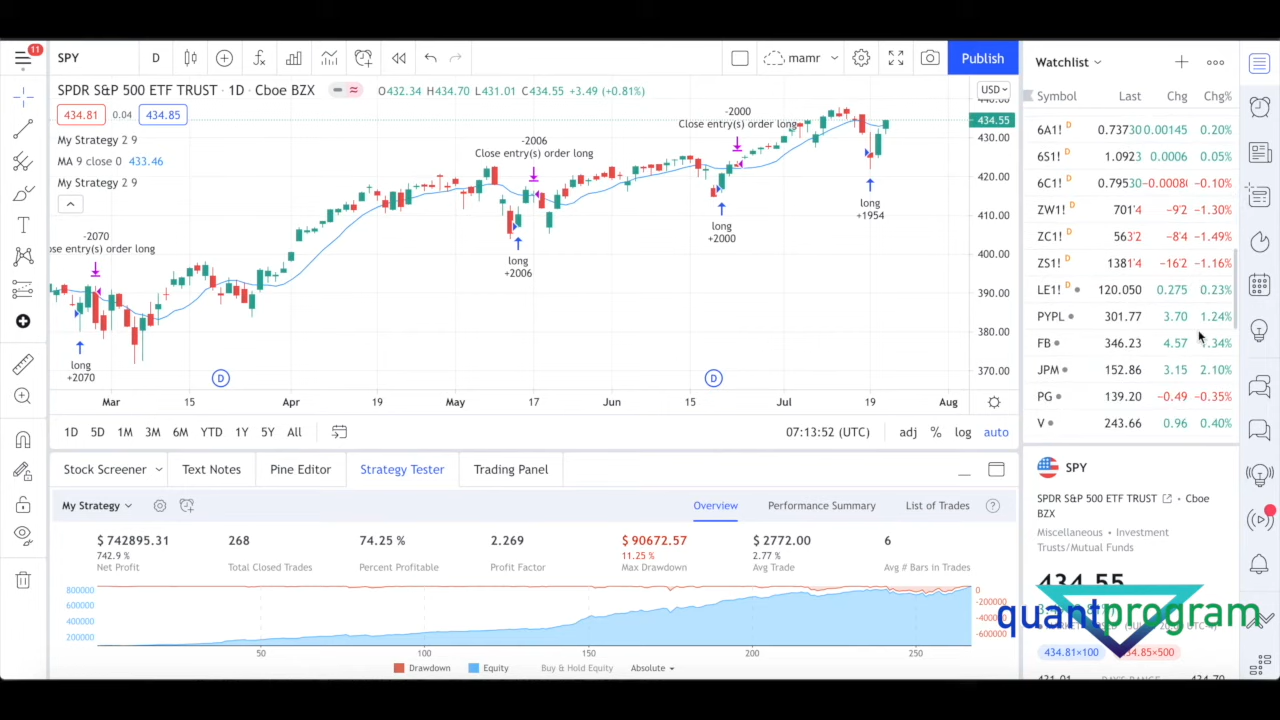 11
SPY
D
mamr
Publish
SPDR S&P 500 ETF TRUST · 1D · Cboe BZX
O432.34 H434.70 L431.01 C434.55 +3.49 (+0.81%)
434.81 0.04 434.85
My Strategy 2 9
MA 9 close 0 433.46
My Strategy 2 9
USD
440.00
434.55
430.00
420.00
410.00
400.00
390.00
380.00
370.00
-2070
ose entry(s) order long
long
+2070
-2006
Close entry(s) order long
long
+2006
-2000
Close entry(s) order long
long
+2000
long
+1954
D
D
Mar 15 Apr 19 May 17 Jun 15 Jul 19 Aug
1D 5D 1M 3M 6M YTD 1Y 5Y All
07:13:52 (UTC) adj % log auto
Stock Screener Text Notes Pine Editor Strategy Tester Trading Panel
My Strategy
Overview Performance Summary List of Trades ?
$ 742895.31 268 74.25 % 2.269 $ 90672.57 $ 2772.00 6
742.9% 11.25 % 2.77 %
Net Profit Total Closed Trades Percent Profitable Profit Factor Max Drawdown Avg Trade Avg # Bars in Trades
800000
600000
400000
200000
0
-200000
-400000
-600000
50 100 150 200 250
Drawdown Equity Buy & Hold Equity Absolute
Watchlist
Symbol Last Chg Chg%
6A1! D 0.73730 0.00145 0.20%
6S1! D 1.0923 0.0006 0.05%
6C1! D 0.79530 -0.0008 -0.10%
ZW1! D 701'4 -9'2 -1.30%
ZC1! D 563'2 -8'4 -1.49%
ZS1! D 1381'4 -16'2 -1.16%
LE1! D 120.050 0.275 0.23%
PYPL 301.77 3.70 1.24%
FB 346.23 4.57 1.34%
JPM 152.86 3.15 2.10%
PG 139.20 -0.49 -0.35%
V 243.66 0.96 0.40%
SPY
SPDR S&P 500 ETF TRUST • Cboe
BZX
Miscellaneous • Investment
Trusts/Mutual Funds
434.55
quantprogram
434.81×100 434.85×500